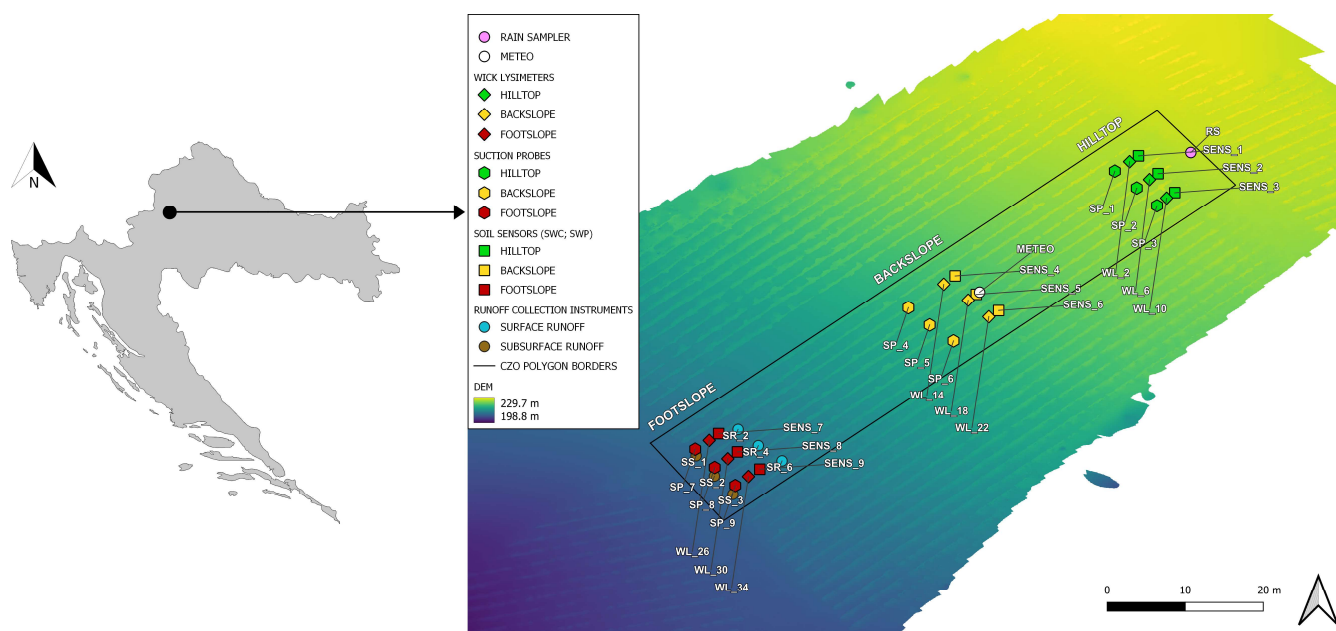 N
RAIN SAMPLER
METEO
WICK LYSIMETERS
HILLTOP
BACKSLOPE
FOOTSLOPE
SUCTION PROBES
HILLTOP
BACKSLOPE
FOOTSLOPE
SOIL SENSORS (SWC; SWP)
HILLTOP
BACKSLOPE
FOOTSLOPE
RUNOFF COLLECTION INSTRUMENTS
SURFACE RUNOFF
SUBSURFACE RUNOFF
CZO POLYGON BORDERS
DEM
229.7 m
198.8 m
HILLTOP
RS
SENS_1
SENS_2
SENS_3
SP_1
SP_2
SP_3
WL_2
WL_6
WL_10
BACKSLOPE
METEO
SENS_4
SENS_5
SENS_6
SP_4
SP_5
SP_6
WL_14
WL_18
WL_22
FOOTSLOPE
SR_2
SENS_7
SR_4
SENS_8
SR_6
SENS_9
SS_1
SS_2
SS_3
SP_7
SP_8
SP_9
WL_26
WL_30
WL_34
0 10 20 m